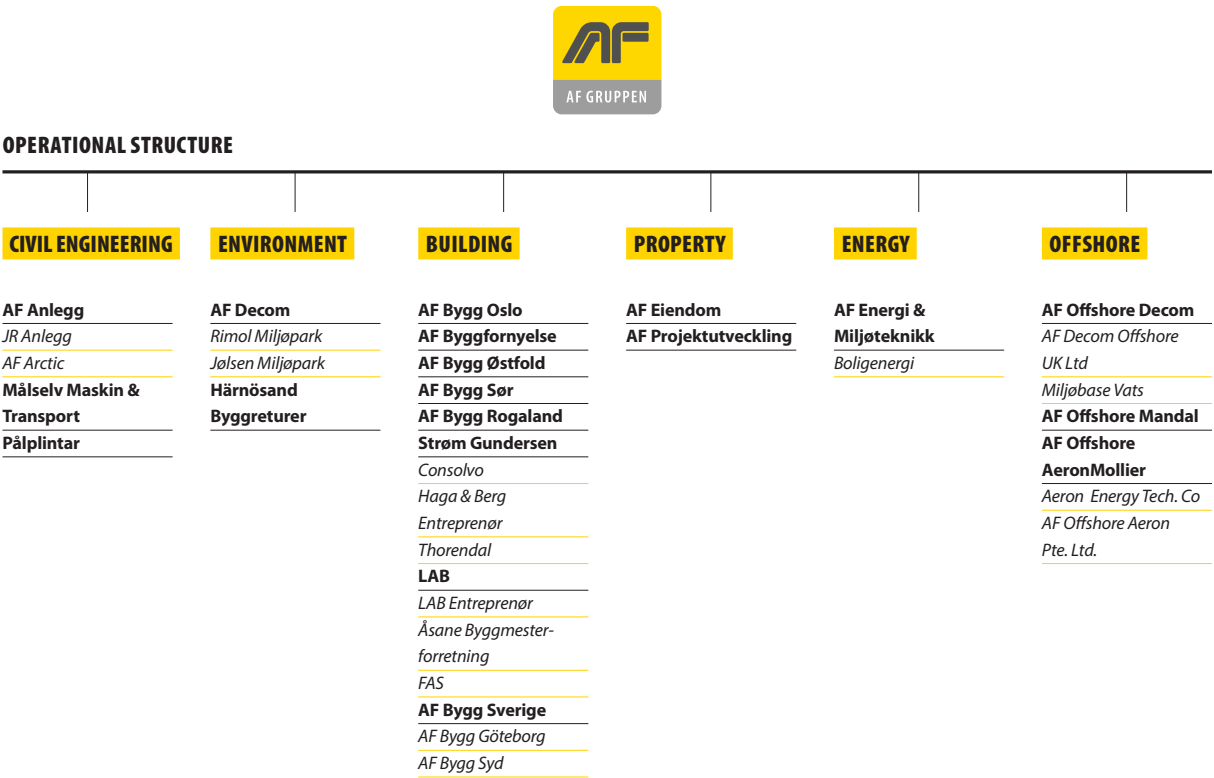 AF
AF GRUPPEN
OPERATIONAL STRUCTURE
CIVIL ENGINEERING
AF Anlegg
JR Anlegg
AF Arctic
Målselv Maskin &
Transport
Pålplintar
ENVIRONMENT
AF Decom
Rimol Miljøpark
Jølsen Miljøpark
Härnösand
Byggreturer
BUILDING
AF Bygg Oslo
AF Byggfornyelse
AF Bygg Østfold
AF Bygg Sør
AF Bygg Rogaland
Strøm Gundersen
Consolvo
Haga & Berg
Entreprenør
Thorendal
LAB
LAB Entreprenør
Åsane Byggmester-
forretning
FAS
AF Bygg Sverige
AF Bygg Göteborg
AF Bygg Syd
PROPERTY
AF Eiendom
AF Projektutveckling
ENERGY
AF Energi &
Miljøteknikk
Boligenergi
OFFSHORE
AF Offshore Decom
AF Decom Offshore
UK Ltd
Miljøbase Vats
AF Offshore Mandal
AF Offshore
AeronMollier
Aeron Energy Tech. Co
AF Offshore Aeron
Pte. Ltd.